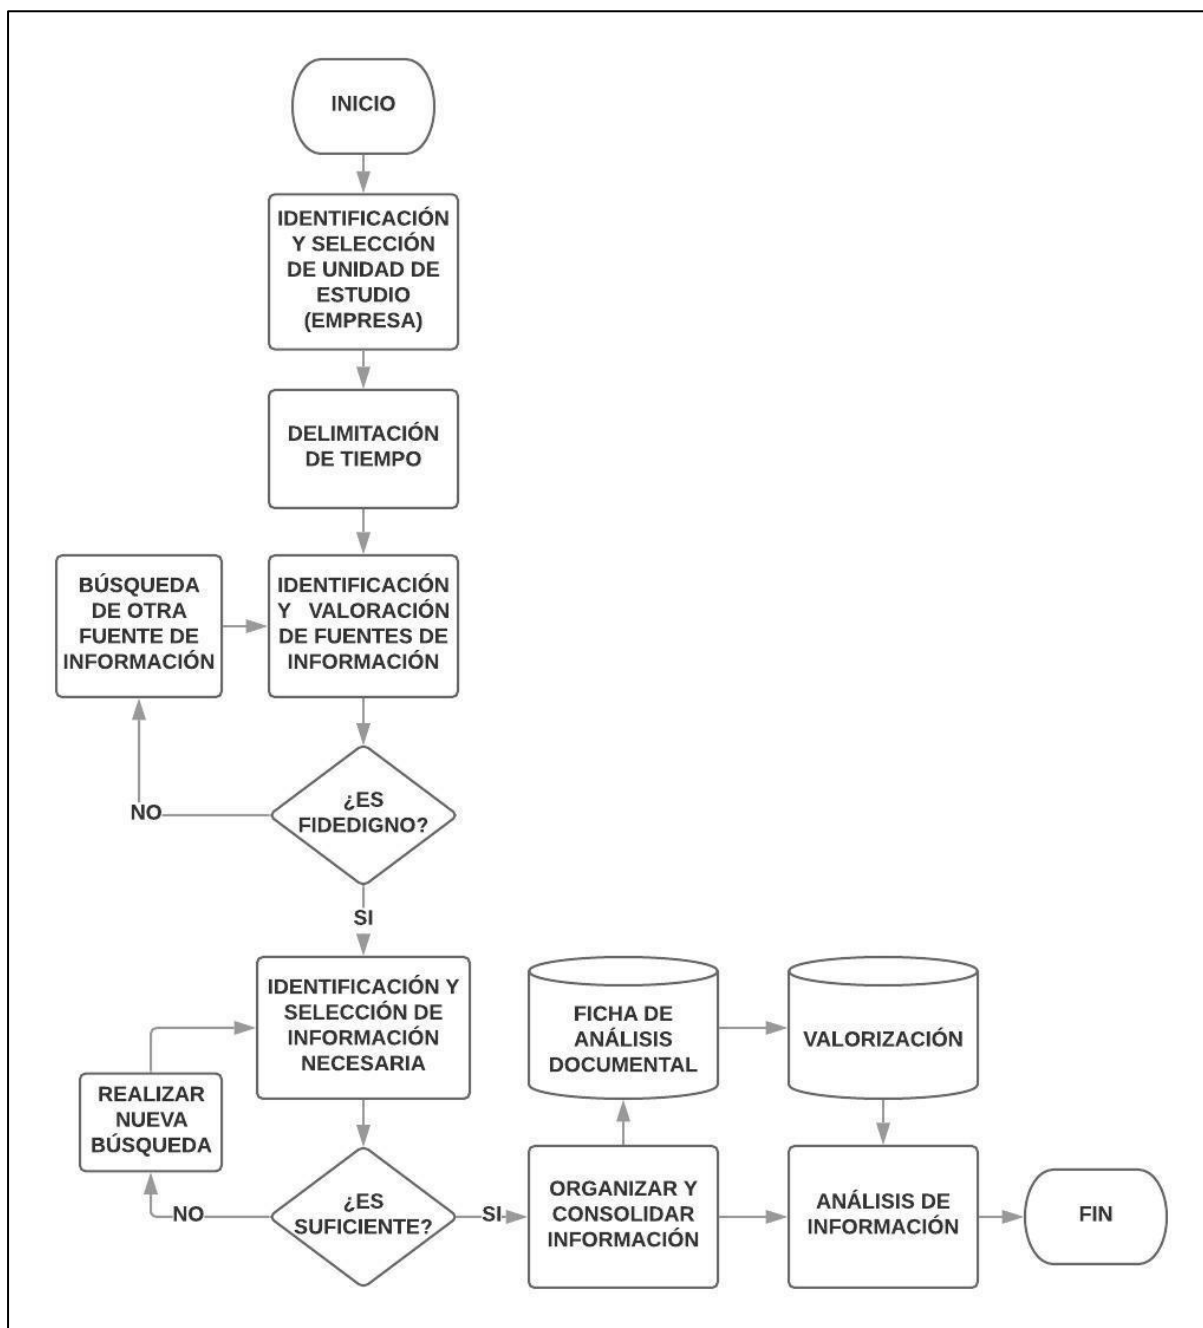 INICIO
IDENTIFICACIÓN
Y SELECCIÓN
DE UNIDAD DE
ESTUDIO
(EMPRESA)
DELIMITACIÓN
DE TIEMPO
BÚSQUEDA
DE OTRA
FUENTE DE
INFORMACIÓN
IDENTIFICACIÓN
Y VALORACIÓN
DE FUENTES DE
INFORMACIÓN
¿ES
FIDEDIGNO?
NO
SI
IDENTIFICACIÓN Y
SELECCIÓN DE
INFORMACIÓN
NECESARIA
REALIZAR
NUEVA
BÚSQUEDA
¿ES
SUFICIENTE?
NO
SI
FICHA DE
ANÁLISIS
DOCUMENTAL
VALORIZACIÓN
ORGANIZAR Y
CONSOLIDAR
INFORMACIÓN
ANÁLISIS DE
INFORMACIÓN
FIN